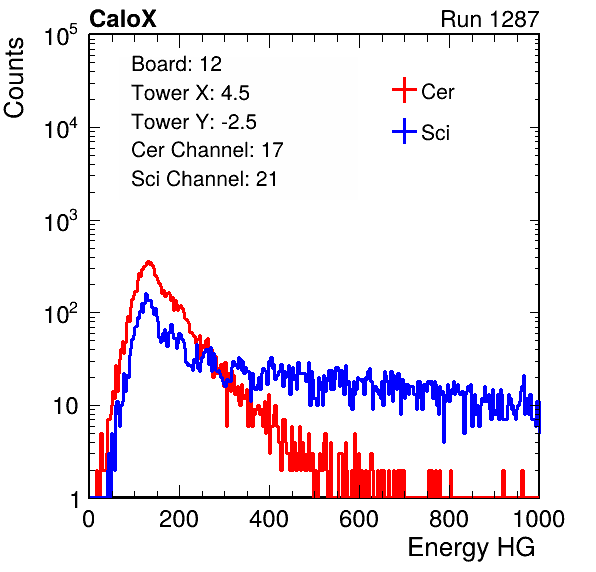 CaloX Run 1287
Counts
Board: 12
Tower X: 4.5
Tower Y: -2.5
Cer Channel: 17
Sci Channel: 21
Cer
Sci
10^5
10^4
10^3
10^2
10
1
0 200 400 600 800 1000
Energy HG